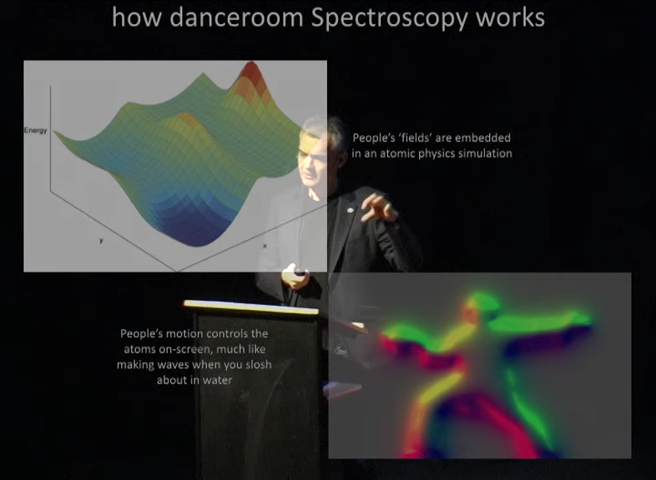 how danceroom Spectroscopy works
Energy
y
x
People's 'fields' are embedded
in an atomic physics simulation
People's motion controls the
atoms on-screen, much like
making waves when you slosh
about in water